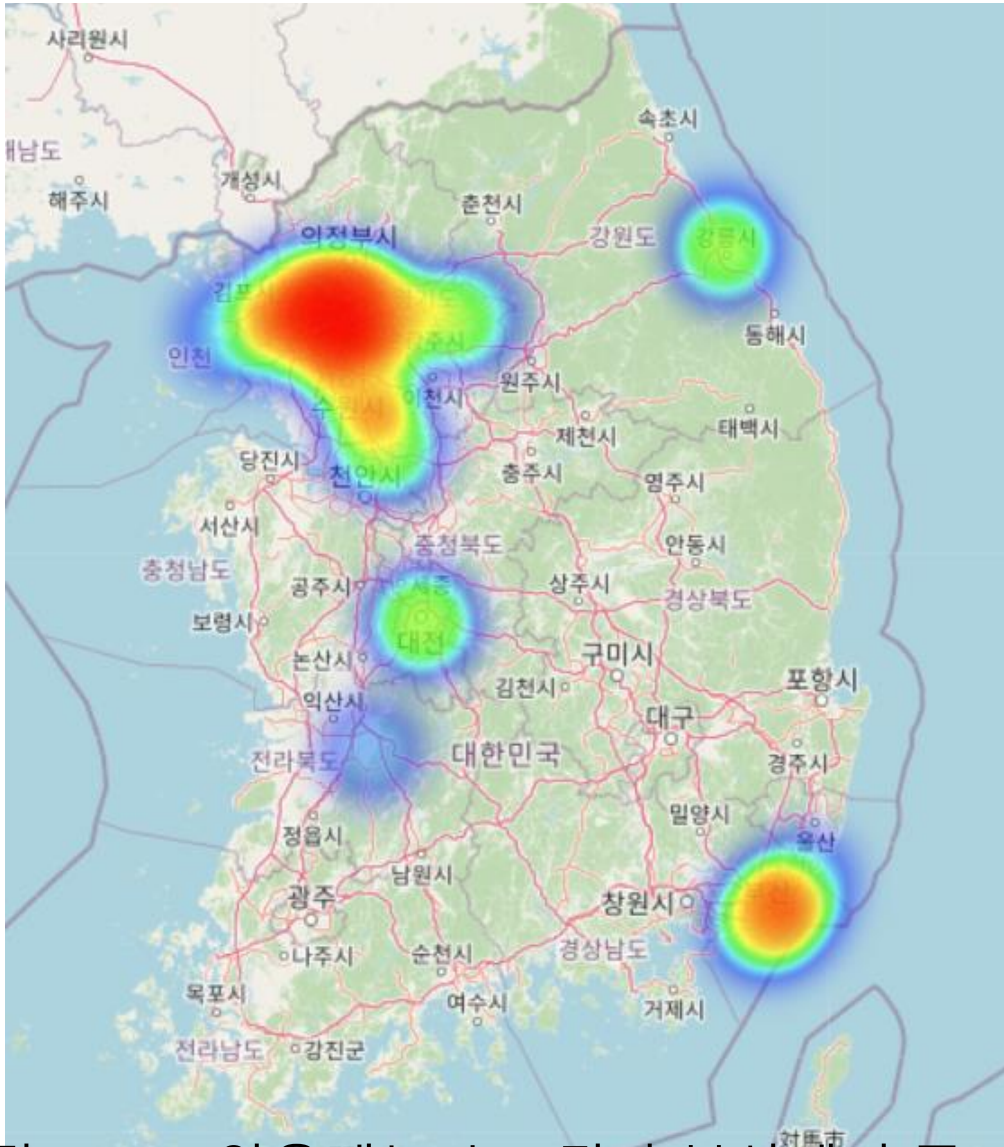 사리원시
속초시
해남도
개성시
해주시
춘천시
의정부시
강원도
강릉시
김포시
동해시
인천
원주시
수원시
이천시
태백시
제천시
당진시
충주시
천안시
영주시
서산시
충청북도
안동시
충청남도
공주시
세종
상주시
경상북도
보령시
대전
논산시
구미시
김천시
포항시
익산시
대구
전라북도
대한민국
경주시
밀양시
정읍시
울산
남원시
광주
창원시
경상남도
나주시
순천시
목포시
여수시
거제시
전라남도
강진군